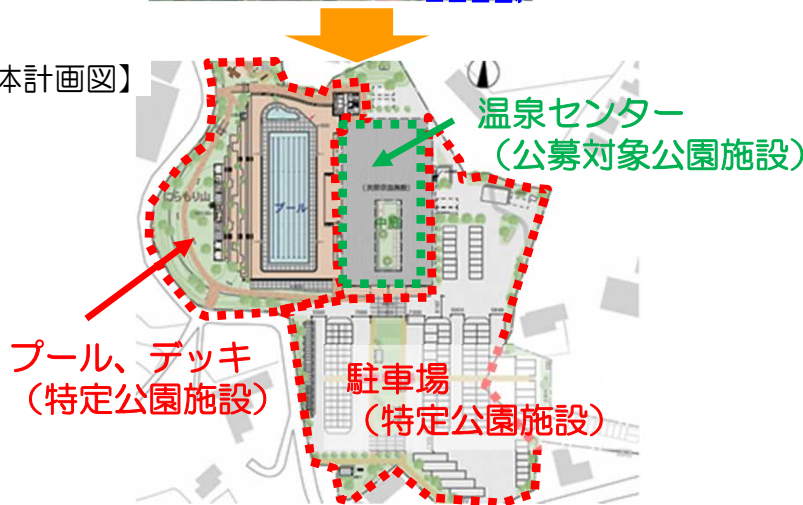 体計画図】
温泉センター
（公募対象公園施設）
プール
中庭
プール、デッキ
（特定公園施設）
駐車場
（特定公園施設）